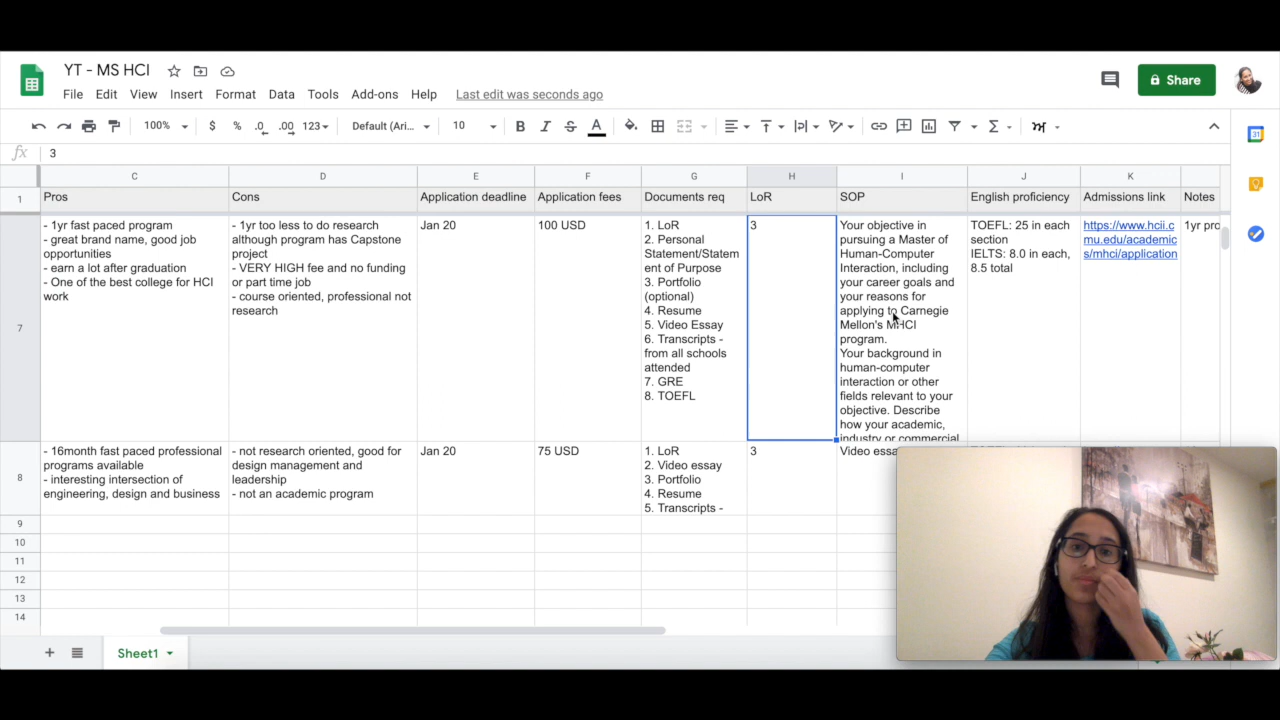 YT - MS HCI
Share
File Edit View Insert Format Data Tools Add-ons Help Last edit was seconds ago
100% $ % .0 .00 123 Default (Ari... 10 B I S A
31
fx 3
C D E F G H I J K
1 Pros Cons Application deadline Application fees Documents req LoR SOP English proficiency Admissions link Notes
7
- 1yr fast paced program
- great brand name, good job
opportunities
- earn a lot after graduation
- One of the best college for HCI
work
- 1yr too less to do research
although program has Capstone
project
- VERY HIGH fee and no funding
or part time job
- course oriented, professional not
research
Jan 20
100 USD
1. LoR
2. Personal
Statement/Statem
ent of Purpose
3. Portfolio
(optional)
4. Resume
5. Video Essay
6. Transcripts -
from all schools
attended
7. GRE
8. TOEFL
3
Your objective in
pursuing a Master of
Human-Computer
Interaction, including
your career goals and
your reasons for
applying to Carnegie
Mellon's MHCI
program.
Your background in
human-computer
interaction or other
fields relevant to your
objective. Describe
how your academic,
industry or commercial
TOEFL: 25 in each
section
IELTS: 8.0 in each,
8.5 total
https://www.hcii.c
mu.edu/academic
s/mhci/application
1yr pro
8
- 16month fast paced professional
programs available
- interesting intersection of
engineering, design and business
- not research oriented, good for
design management and
leadership
- not an academic program
Jan 20
75 USD
1. LoR
2. Video essay
3. Portfolio
4. Resume
5. Transcripts -
3
Video essa
9
10
11
12
13
14
Sheet1